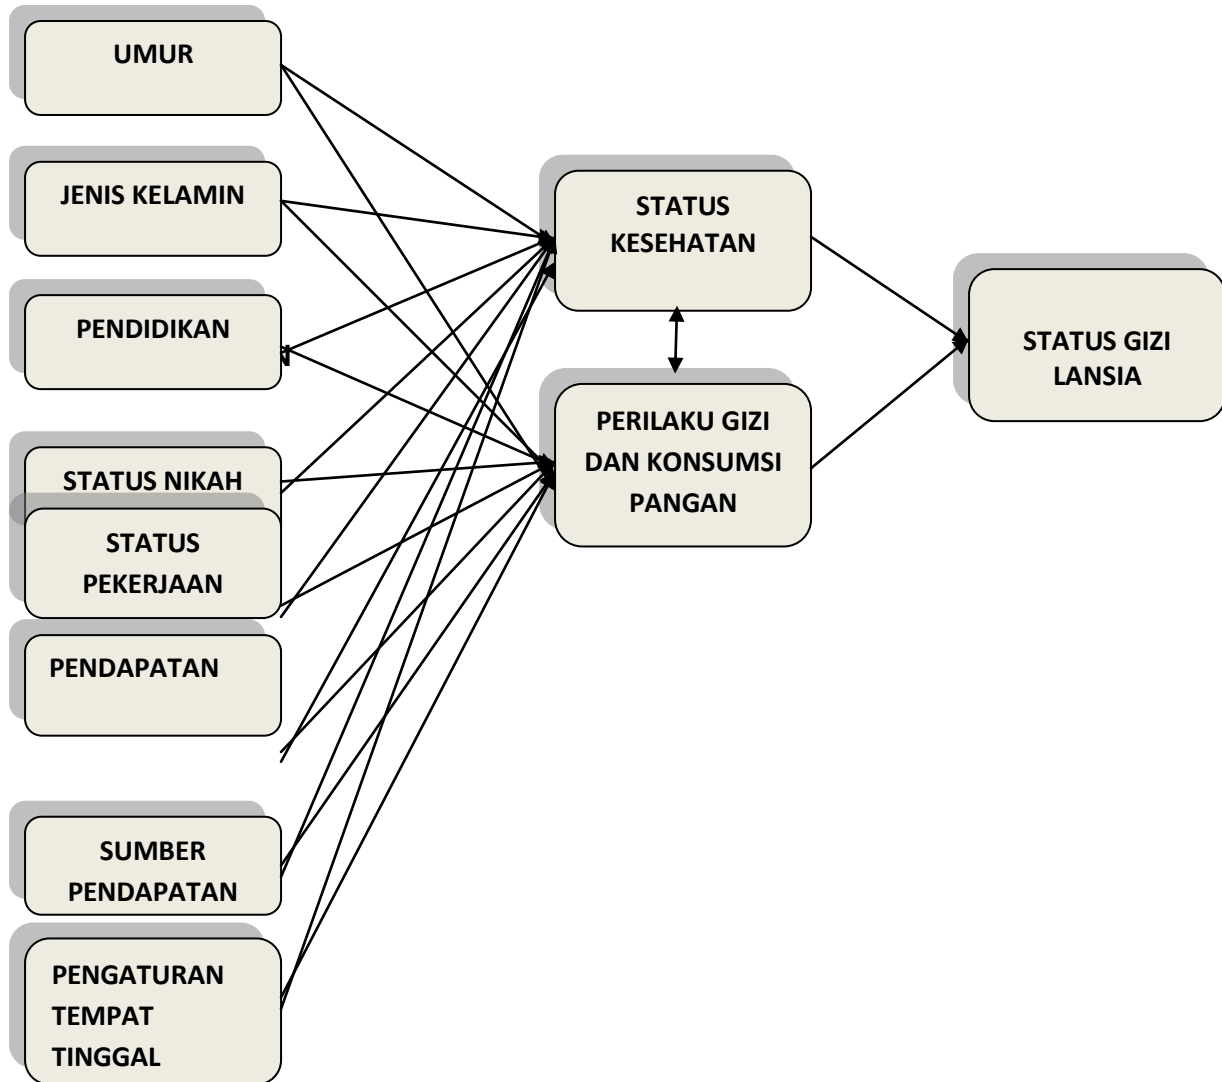 UMUR
JENIS KELAMIN
PENDIDIKAN
STATUS NIKAH
STATUS
PEKERJAAN
PENDAPATAN
SUMBER
PENDAPATAN
PENGATURAN
TEMPAT
TINGGAL
STATUS
KESEHATAN
PERILAKU GIZI
DAN KONSUMSI
PANGAN
STATUS GIZI
LANSIA